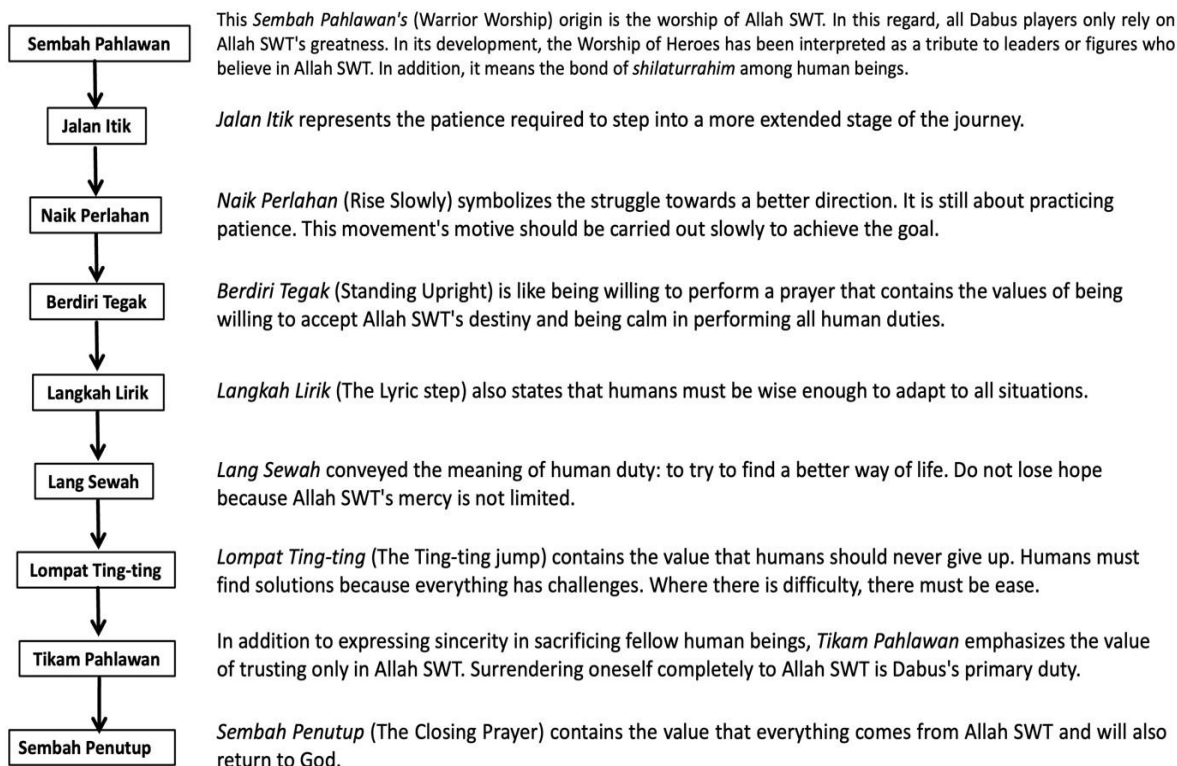 Sembah Pahlawan
This Sembah Pahlawan's (Warrior Worship) origin is the worship of Allah SWT. In this regard, all Dabus players only rely on
Allah SWT's greatness. In its development, the Worship of Heroes has been interpreted as a tribute to leaders or figures who
believe in Allah SWT. In addition, it means the bond of shilaturrahim among human beings.
Jalan Itik
Jalan Itik represents the patience required to step into a more extended stage of the journey.
Naik Perlahan
Naik Perlahan (Rise Slowly) symbolizes the struggle towards a better direction. It is still about practicing
patience. This movement's motive should be carried out slowly to achieve the goal.
Berdiri Tegak
Berdiri Tegak (Standing Upright) is like being willing to perform a prayer that contains the values of being
willing to accept Allah SWT's destiny and being calm in performing all human duties.
Langkah Lirik
Langkah Lirik (The Lyric step) also states that humans must be wise enough to adapt to all situations.
Lang Sewah
Lang Sewah conveyed the meaning of human duty: to try to find a better way of life. Do not lose hope
because Allah SWT's mercy is not limited.
Lompat Ting-ting
Lompat Ting-ting (The Ting-ting jump) contains the value that humans should never give up. Humans must
find solutions because everything has challenges. Where there is difficulty, there must be ease.
Tikam Pahlawan
In addition to expressing sincerity in sacrificing fellow human beings, Tikam Pahlawan emphasizes the value
of trusting only in Allah SWT. Surrendering oneself completely to Allah SWT is Dabus's primary duty.
Sembah Penutup
Sembah Penutup (The Closing Prayer) contains the value that everything comes from Allah SWT and will also
return to God.